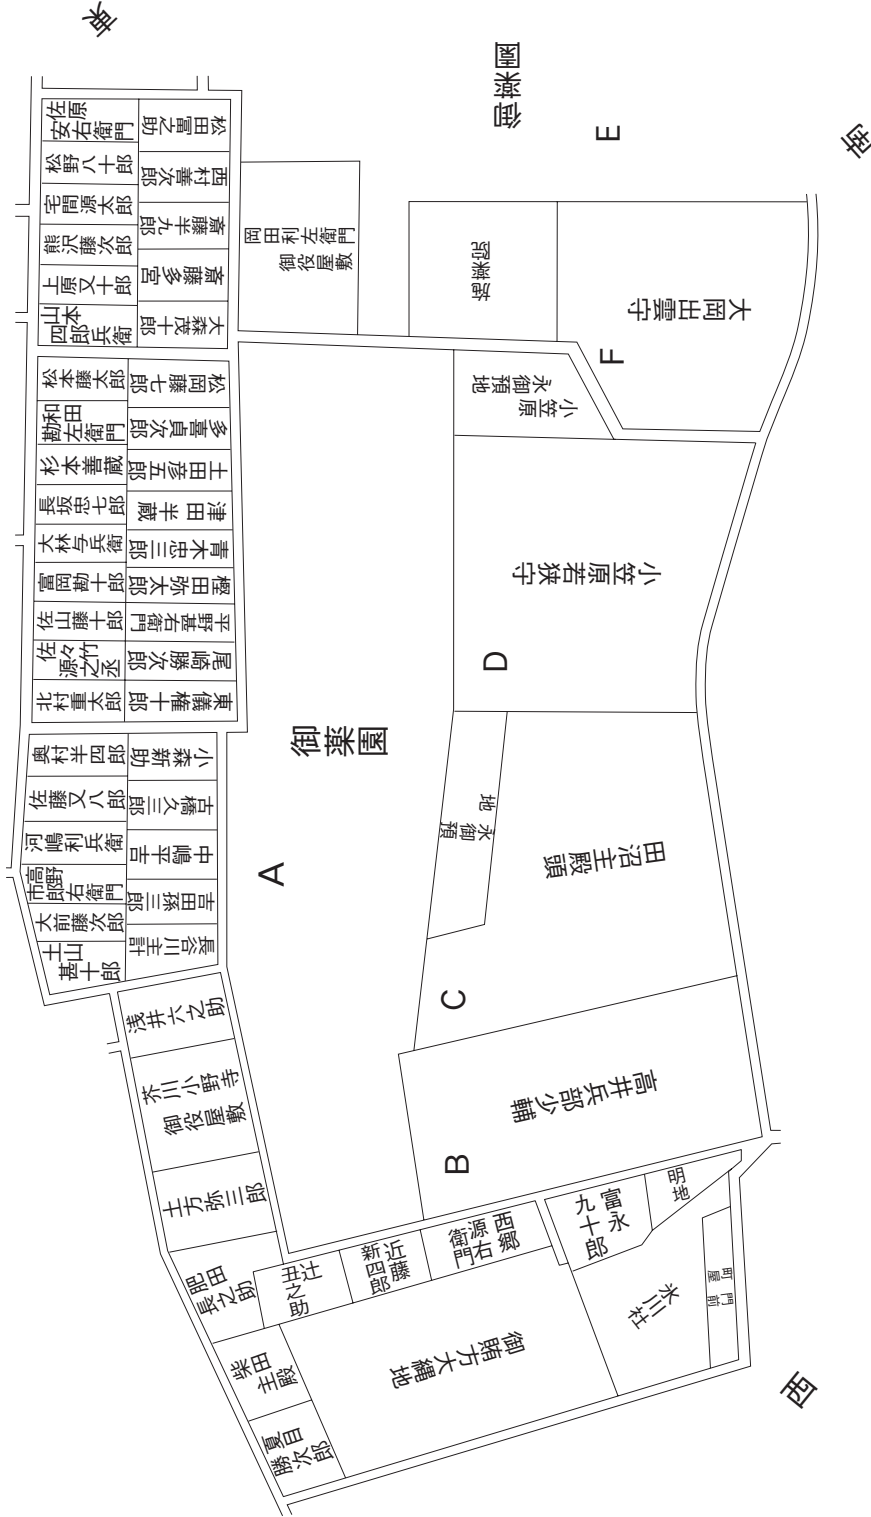 東
南
西
御薬園
E
佐原安右衛門
松野八十郎
宅間源太郎
熊沢藤次郎
上原又十郎
山本四郎兵衛
松田富之助
西村善次郎
斎藤半九郎
斎藤多宮
大森茂十郎
岡田利左衛門
御役屋敷
大岡出雲守
F
小笠原
永御預地
松本藤太郎
和田勘左衛門
杉本善蔵
長坂忠七郎
大林与兵衛
富岡勘十郎
佐山藤十郎
佐々竹源之丞
北村重太郎
松岡藤七郎
多喜貞次郎
土田彦五郎
津田半蔵
青木忠三郎
樫田弥太郎
平野甚右衛門
尾崎勝次郎
東儀権十郎
小笠原若狭守
D
御薬園
A
奥村半四郎
佐藤又八郎
河嶋利兵衛
高野市郎右衛門
大前藤次郎
土山甚十郎
小森新助
古橋久三郎
中嶋平吉
吉田孫三郎
長谷川主計
永御預地
田沼主殿頭
C
浅井六之助
芥川小野寺
御役屋敷
土方弥三郎
高井兵部少輔
B
肥田長之助
辻丑之助
近藤新四郎
西郷源右衛門
富永九十郎
明地
門前町屋
氷川社
柴田主殿
夏目勝次郎
御賄方大縄地